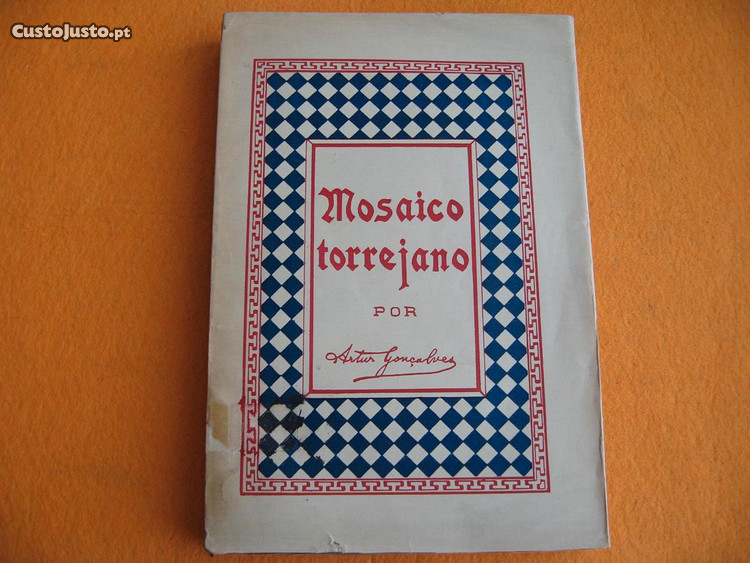 CustoJusto.pt
Mosaico
torrejano
POR
Artur Gonçalves